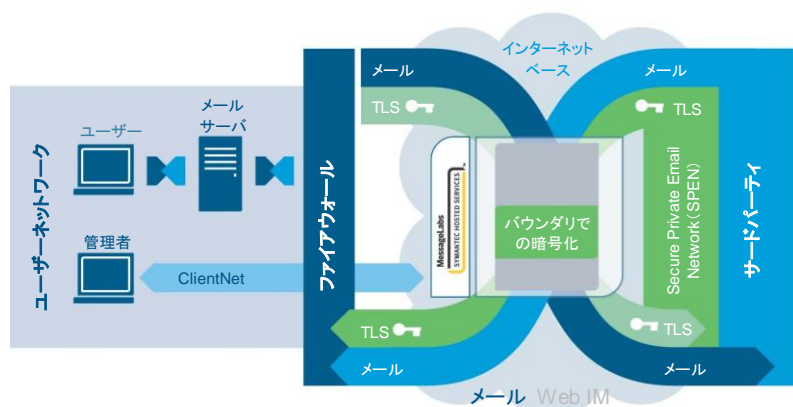 インターネット
ベース
メール
メール
TLS
TLS
メール
サーバ
ユーザー
ユーザーネットワーク
ファイアウォール
MessageLabs
SYMANTEC HOSTED SERVICES
バウンダリで
の暗号化
Secure Private Email
Network(SPEN)
サードパーティ
管理者
ClientNet
TLS
TLS
メール
メール
メール Web IM